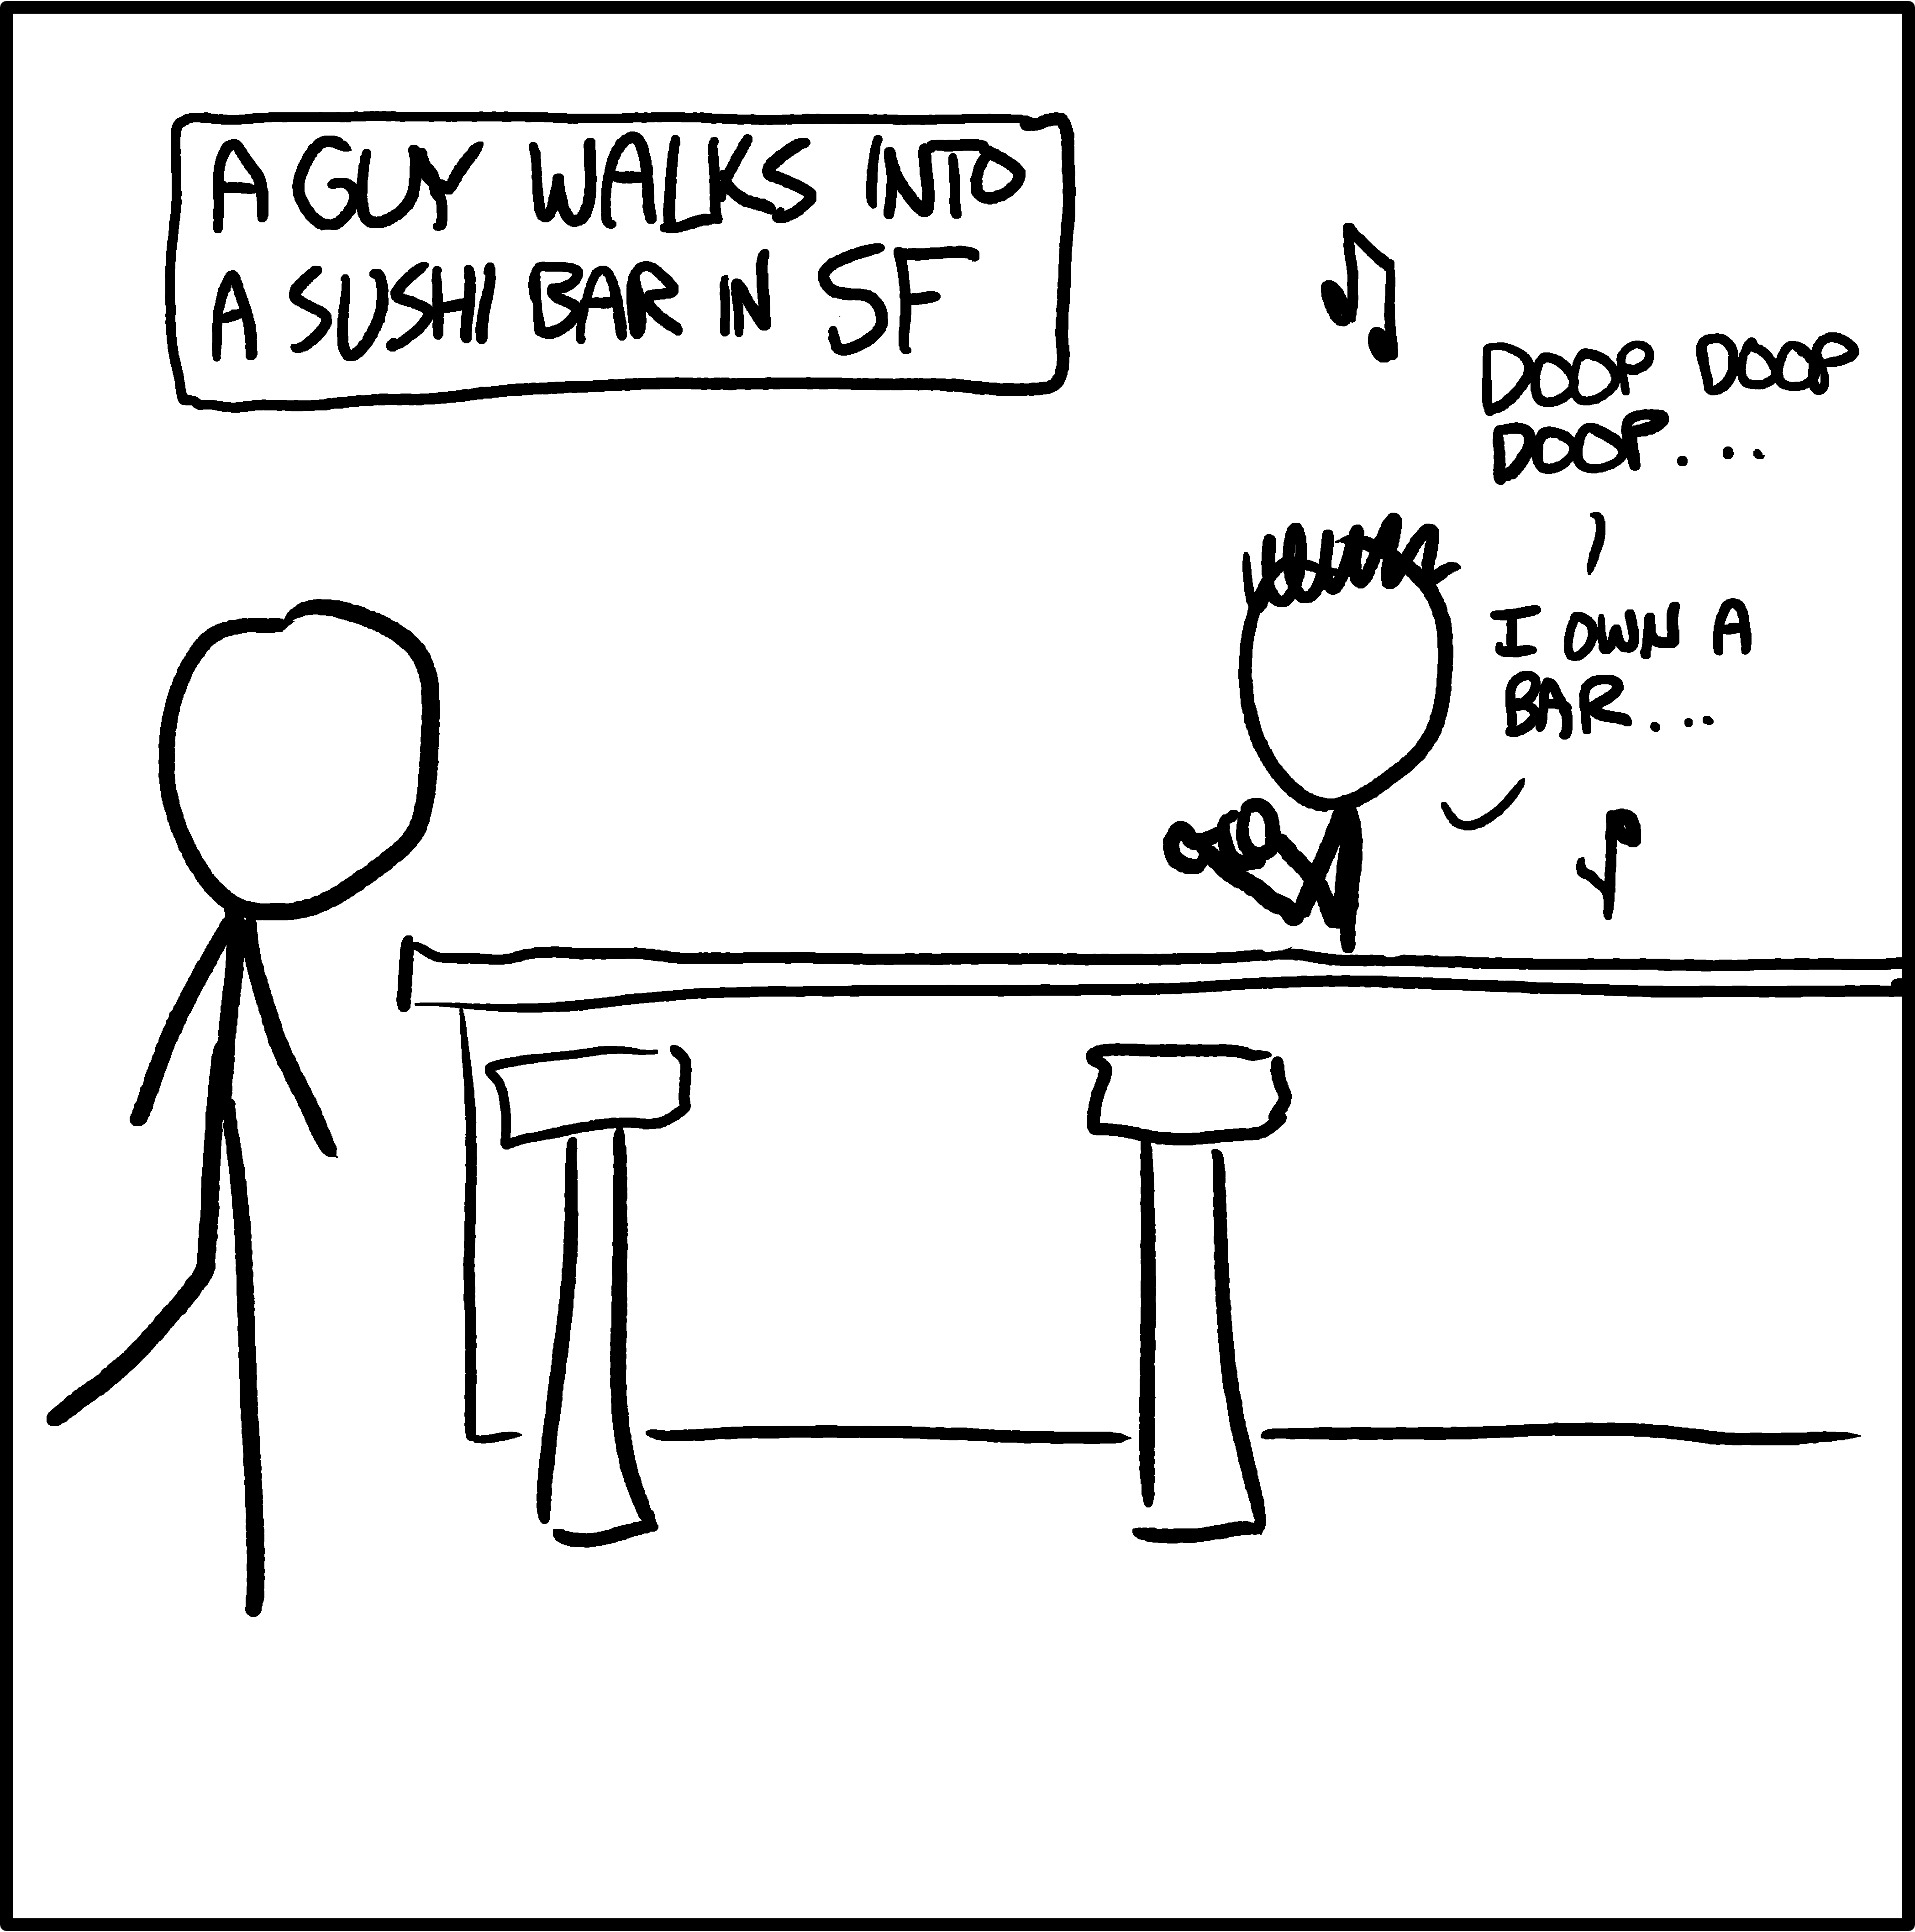 A GUY WALKS INTO
A SUSHI BAR IN SF
DOOP DOOP
DOOP....
I OWN A
BAR...